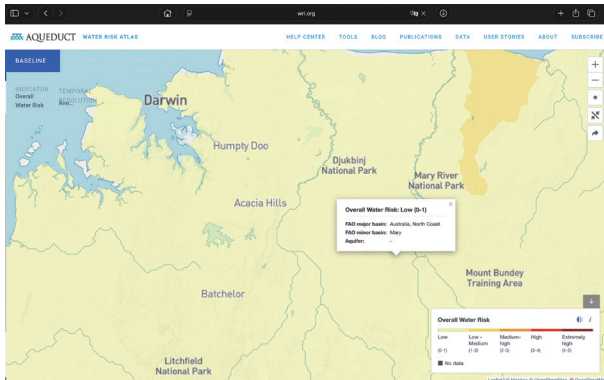 wri.org
AQUEDUCT WATER RISK ATLAS
HELP CENTER TOOLS BLOG PUBLICATIONS DATA USER STORIES ABOUT SUBSCRIBE
BASELINE
INDICATOR
Overall
Water Risk
TEMPORAL
RESOLUTION
Darwin
Humpty Doo
Djukbinj
National Park
Mary River
National Park
Acacia Hills
Overall Water Risk: Low (0-1)
FAO major basin: Australia, North Coast
FAO minor basin: Mary
Aquifer: -
Mount Bundey
Training Area
Batchelor
Litchfield
National Park
Overall Water Risk
Low
(0-1)
Low -
Medium
(1-2)
Medium-
high
(2-3)
High
(3-4)
Extremely
high
(4-5)
No data